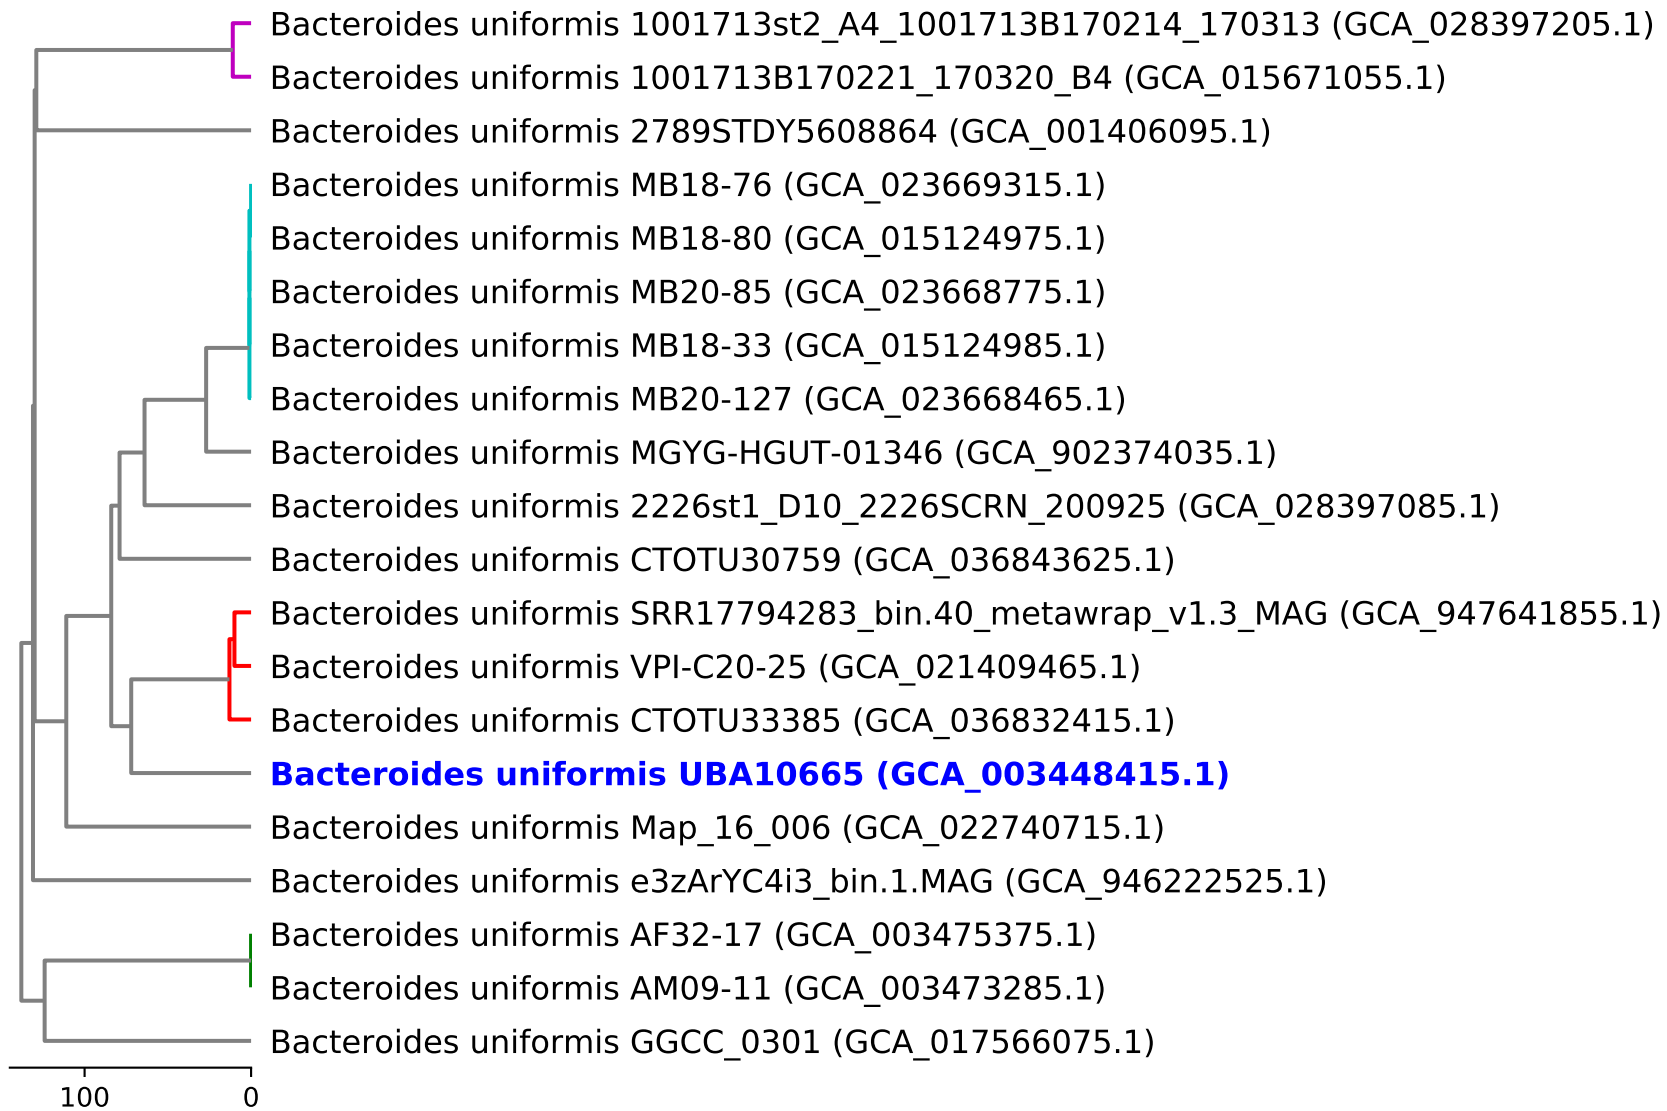 Bacteroides uniformis 1001713st2_A4_1001713B170214_170313 (GCA_028397205.1)
Bacteroides uniformis 1001713B170221_170320_B4 (GCA_015671055.1)
Bacteroides uniformis 2789STDY5608864 (GCA_001406095.1)
Bacteroides uniformis MB18-76 (GCA_023669315.1)
Bacteroides uniformis MB18-80 (GCA_015124975.1)
Bacteroides uniformis MB20-85 (GCA_023668775.1)
Bacteroides uniformis MB18-33 (GCA_015124985.1)
Bacteroides uniformis MB20-127 (GCA_023668465.1)
Bacteroides uniformis MGYG-HGUT-01346 (GCA_902374035.1)
Bacteroides uniformis 2226st1_D10_2226SCRN_200925 (GCA_028397085.1)
Bacteroides uniformis CTOTU30759 (GCA_036843625.1)
Bacteroides uniformis SRR17794283_bin.40_metawrap_v1.3_MAG (GCA_947641855.1)
Bacteroides uniformis VPI-C20-25 (GCA_021409465.1)
Bacteroides uniformis CTOTU33385 (GCA_036832415.1)
Bacteroides uniformis UBA10665 (GCA_003448415.1)
Bacteroides uniformis Map_16_006 (GCA_022740715.1)
Bacteroides uniformis e3zArYC4i3_bin.1.MAG (GCA_946222525.1)
Bacteroides uniformis AF32-17 (GCA_003475375.1)
Bacteroides uniformis AM09-11 (GCA_003473285.1)
Bacteroides uniformis GGCC_0301 (GCA_017566075.1)
100 0